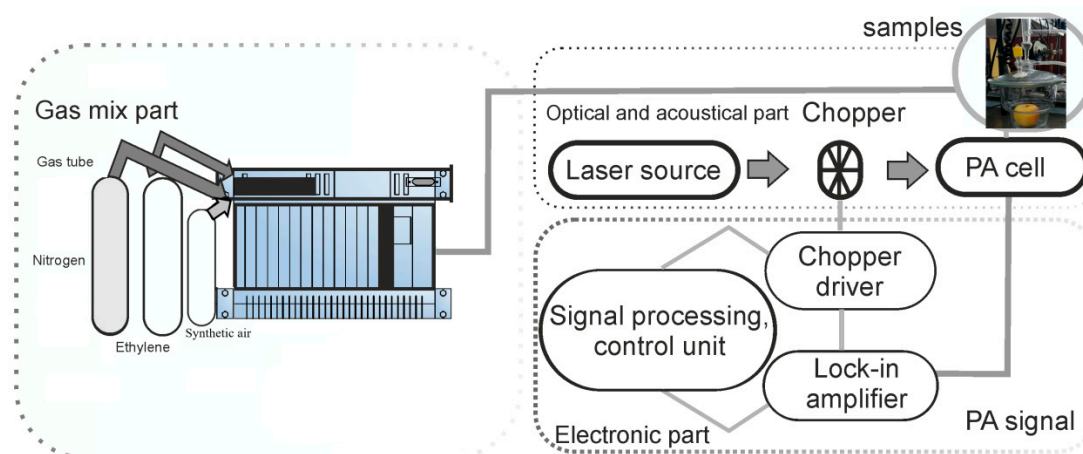 Gas mix part
Gas tube
Nitrogen
Ethylene
Synthetic air
samples
Optical and acoustical part
Chopper
Laser source
PA cell
Chopper
driver
Signal processing,
control unit
Lock-in
amplifier
Electronic part
PA signal